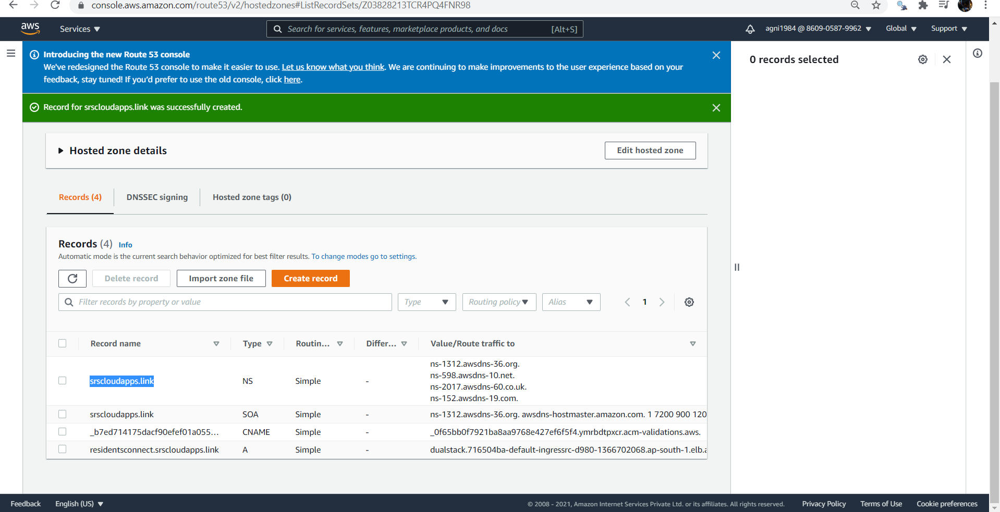 console.aws.amazon.com/route53/v2/hostedzones#ListRecordSets/Z03828213TCR4PQ4FNR98
aws
Services
Search for services, features, marketplace products, and docs [Alt+S]
agni1984 @ 8609-0587-9962
Global
Support
Introducing the new Route 53 console
We've redesigned the Route 53 console to make it easier to use. Let us know what you think. We are continuing to make improvements to the user experience based on your
feedback, stay tuned! If you'd prefer to use the old console, click here.
0 records selected
Record for srscloudapps.link was successfully created.
Hosted zone details
Edit hosted zone
Records (4)
DNSSEC signing
Hosted zone tags (0)
Records (4) Info
Automatic mode is the current search behavior optimized for best filter results. To change modes go to settings.
Delete record
Import zone file
Create record
Filter records by property or value
Type
Routing policy
Alias
1
Record name Type Routin... Differ... Value/Route traffic to
ns-1312.awsdns-36.org.
ns-598.awsdns-10.net.
srscloudapps.link NS Simple -
ns-2017.awsdns-60.co.uk.
ns-152.awsdns-19.com.
srscloudapps.link SOA Simple - ns-1312.awsdns-36.org. awsdns-hostmaster.amazon.com. 1 7200 900 120
_b7ed714175dacf90efef01a055... CNAME Simple - _0f65bb0f7921ba8aa9768e427ef6f5f4.ymrbdtpxcr.acm-validations.aws.
residentsconnect.srscloudapps.link A Simple - dualstack.716504ba-default-ingressrc-d980-1366702068.ap-south-1.elb.a
Feedback
English (US)
© 2008 - 2021, Amazon Internet Services Private Ltd. or its affiliates. All rights reserved.
Privacy Policy
Terms of Use
Cookie preferences